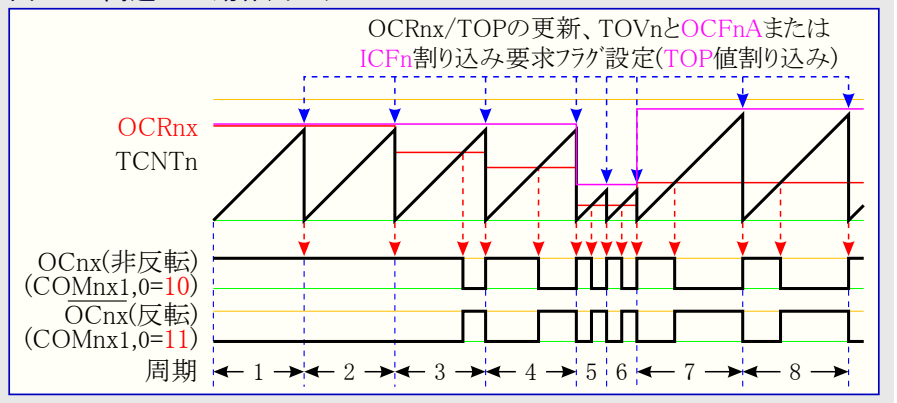 OCRnx/TOPの更新、TOVnとOCFnAまたは
ICFn割り込み要求フラグ設定(TOP値割り込み)
OCRnx
TCNTn
OCnx(非反転)
(COMnx1,0=10)
OCnx(反転)
(COMnx1,0=11)
周期 1 2 3 4 5 6 7 8